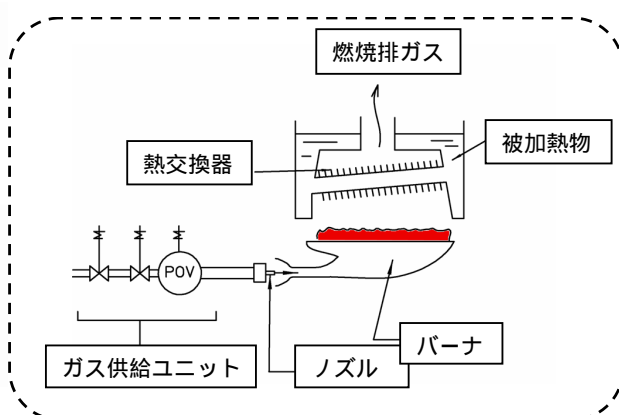 燃焼排ガス
熱交換器
被加熱物
POV
バーナ
ガス供給ユニット
ノズル